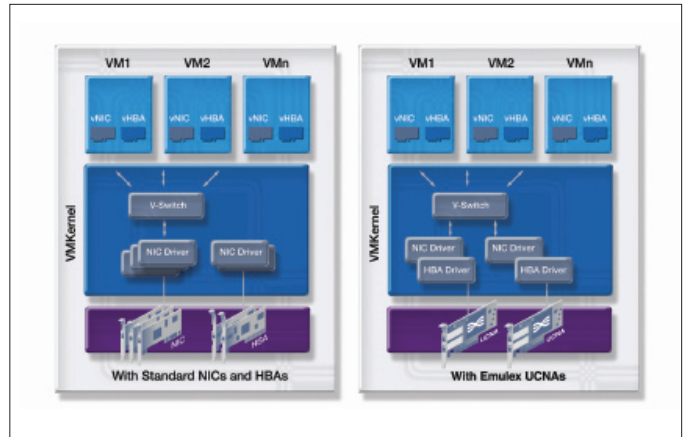 VM1 VM2 VMn
vNIC vHBA vNIC vHBA vNIC vHBA
VMKernel
V-Switch
NIC Driver NIC Driver
NIC HBA
With Standard NICs and HBAs
VM1 VM2 VMn
vNIC vHBA vNIC vHBA vNIC vHBA
VMKernel
V-Switch
NIC Driver NIC Driver
HBA Driver HBA Driver
UCNA UCNA
With Emulex UCNAs